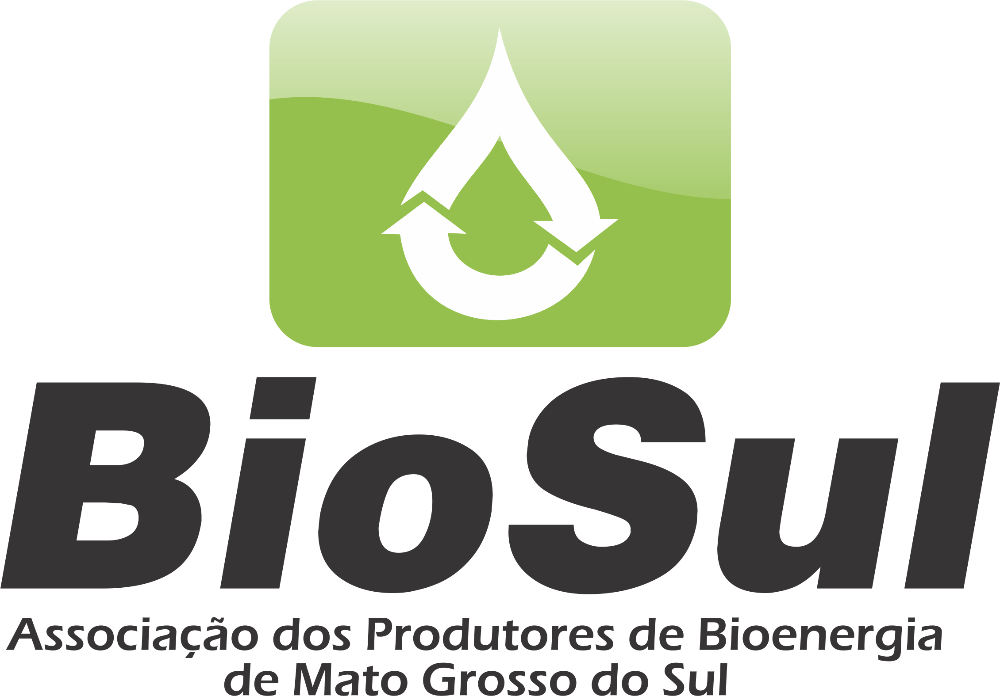 BioSul
Associação dos Produtores de Bioenergia
de Mato Grosso do Sul